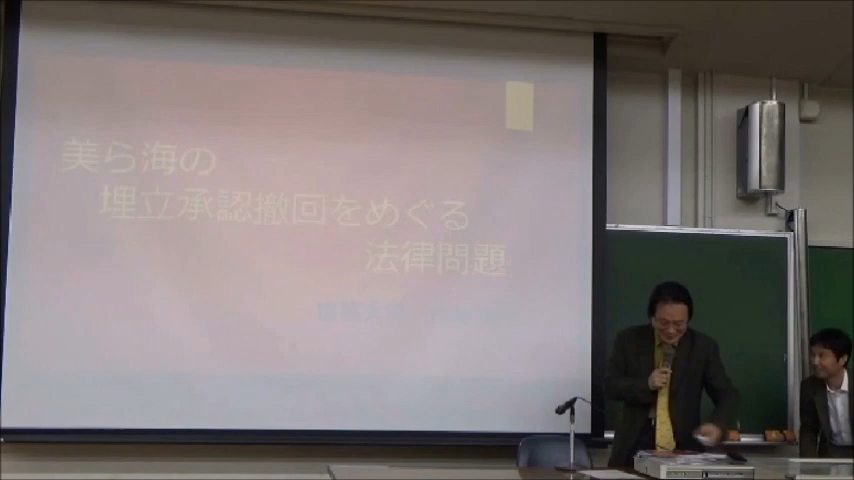 美ら海の
埋立承認撤回をめぐる
法律問題